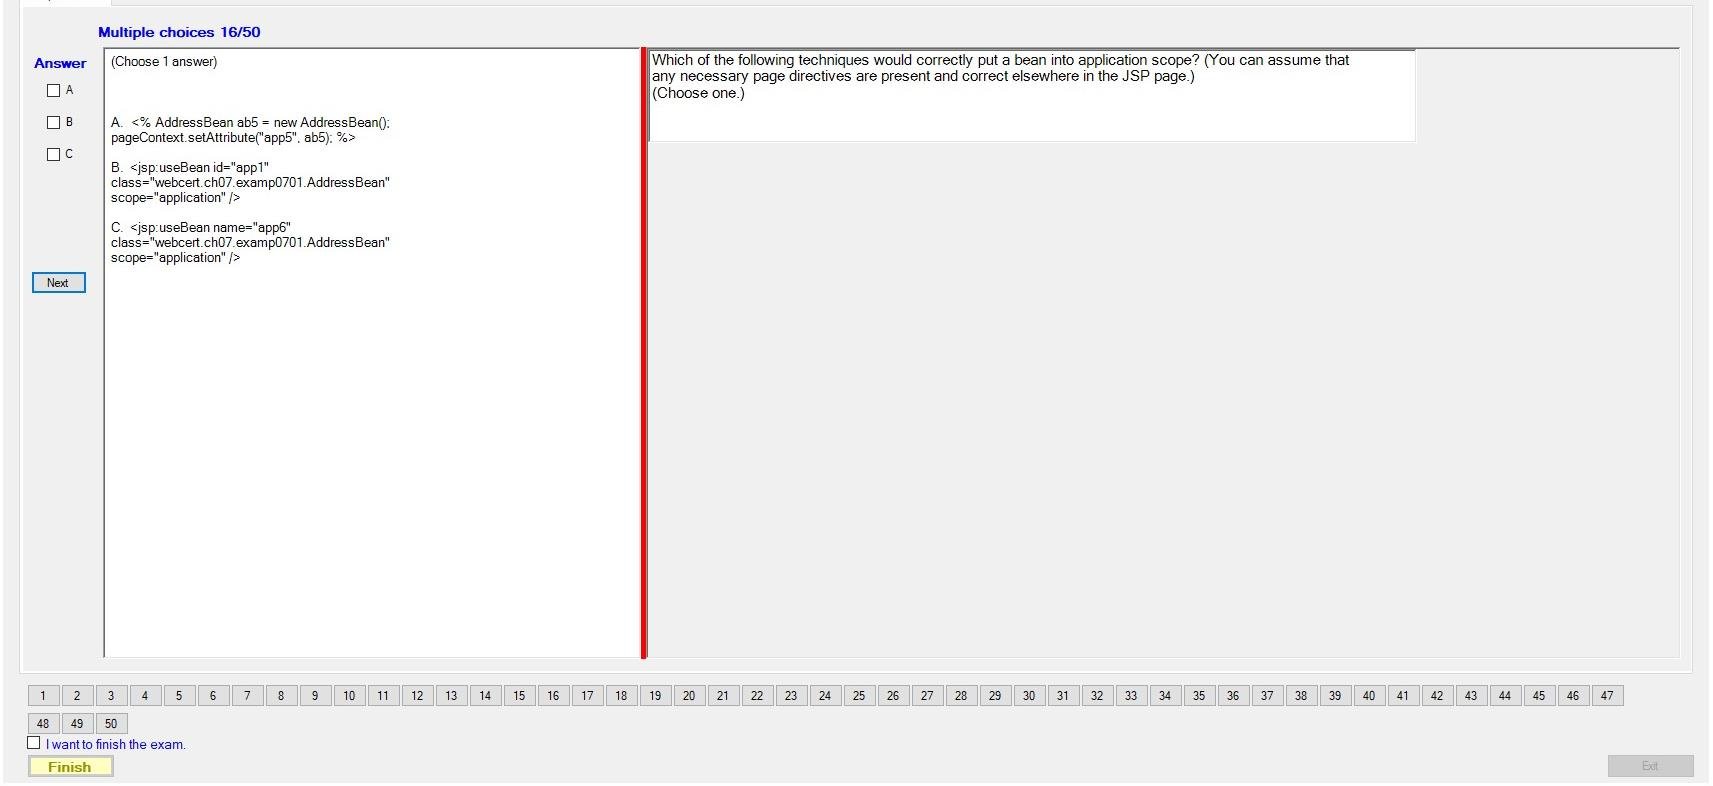 Multiple choices 16/50
Answer
A
B
C
Next
(Choose 1 answer)
A. <% AddressBean ab5 = new AddressBean();
pageContext.setAttribute("app5", ab5); %>
B. <jsp:useBean id="app1"
class="webcert.ch07.examp0701.AddressBean"
scope="application" />
C. <jsp:useBean name="app6"
class="webcert.ch07.examp0701.AddressBean"
scope="application" />
Which of the following techniques would correctly put a bean into application scope? (You can assume that
any necessary page directives are present and correct elsewhere in the JSP page.)
(Choose one.)
1 2 3 4 5 6 7 8 9 10 11 12 13 14 15 16 17 18 19 20 21 22 23 24 25 26 27 28 29 30 31 32 33 34 35 36 37 38 39 40 41 42 43 44 45 46 47
48 49 50
I want to finish the exam.
Finish
Exit